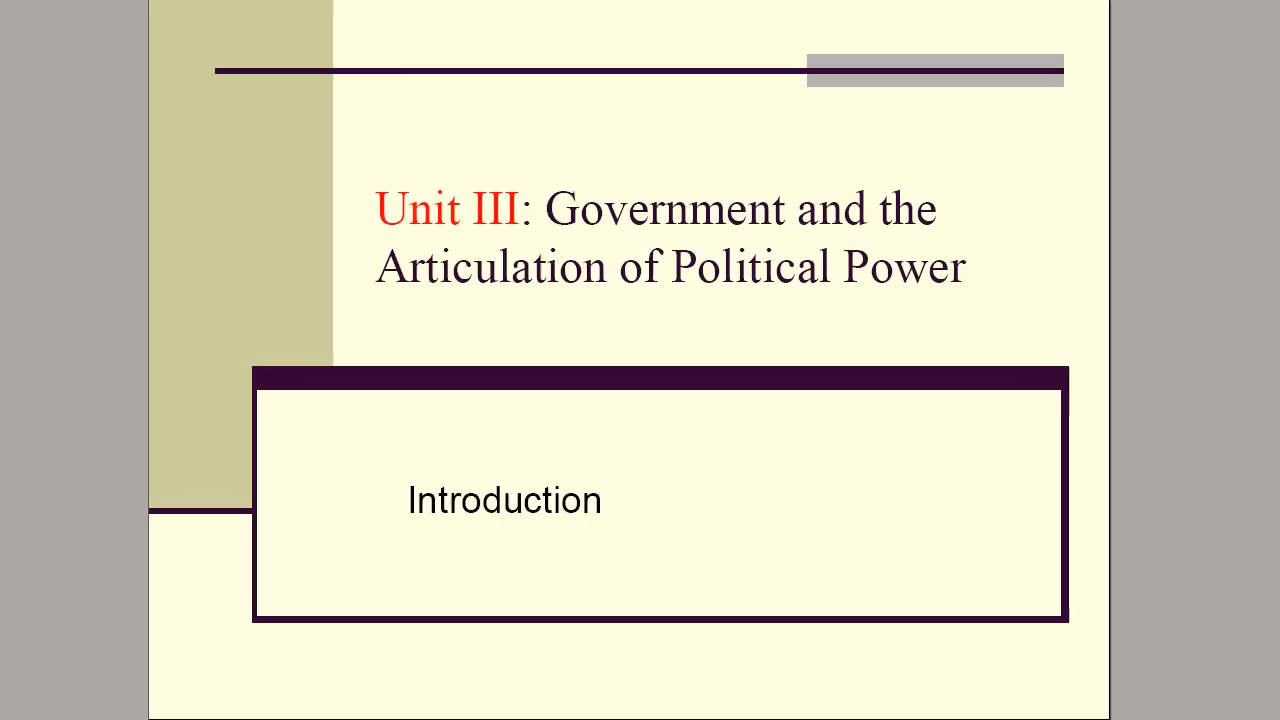 Unit III: Government and the
Articulation of Political Power
Introduction